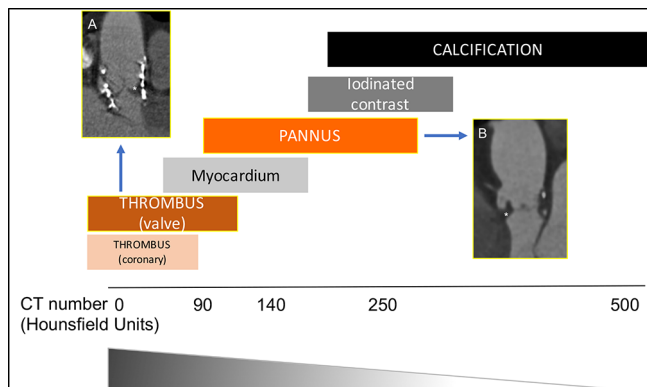 A
CALCIFICATION
Iodinated
contrast
PANNUS
B
Myocardium
THROMBUS
(valve)
*
THROMBUS
(coronary)
CT number 0 90 140 250 500
(Hounsfield Units)